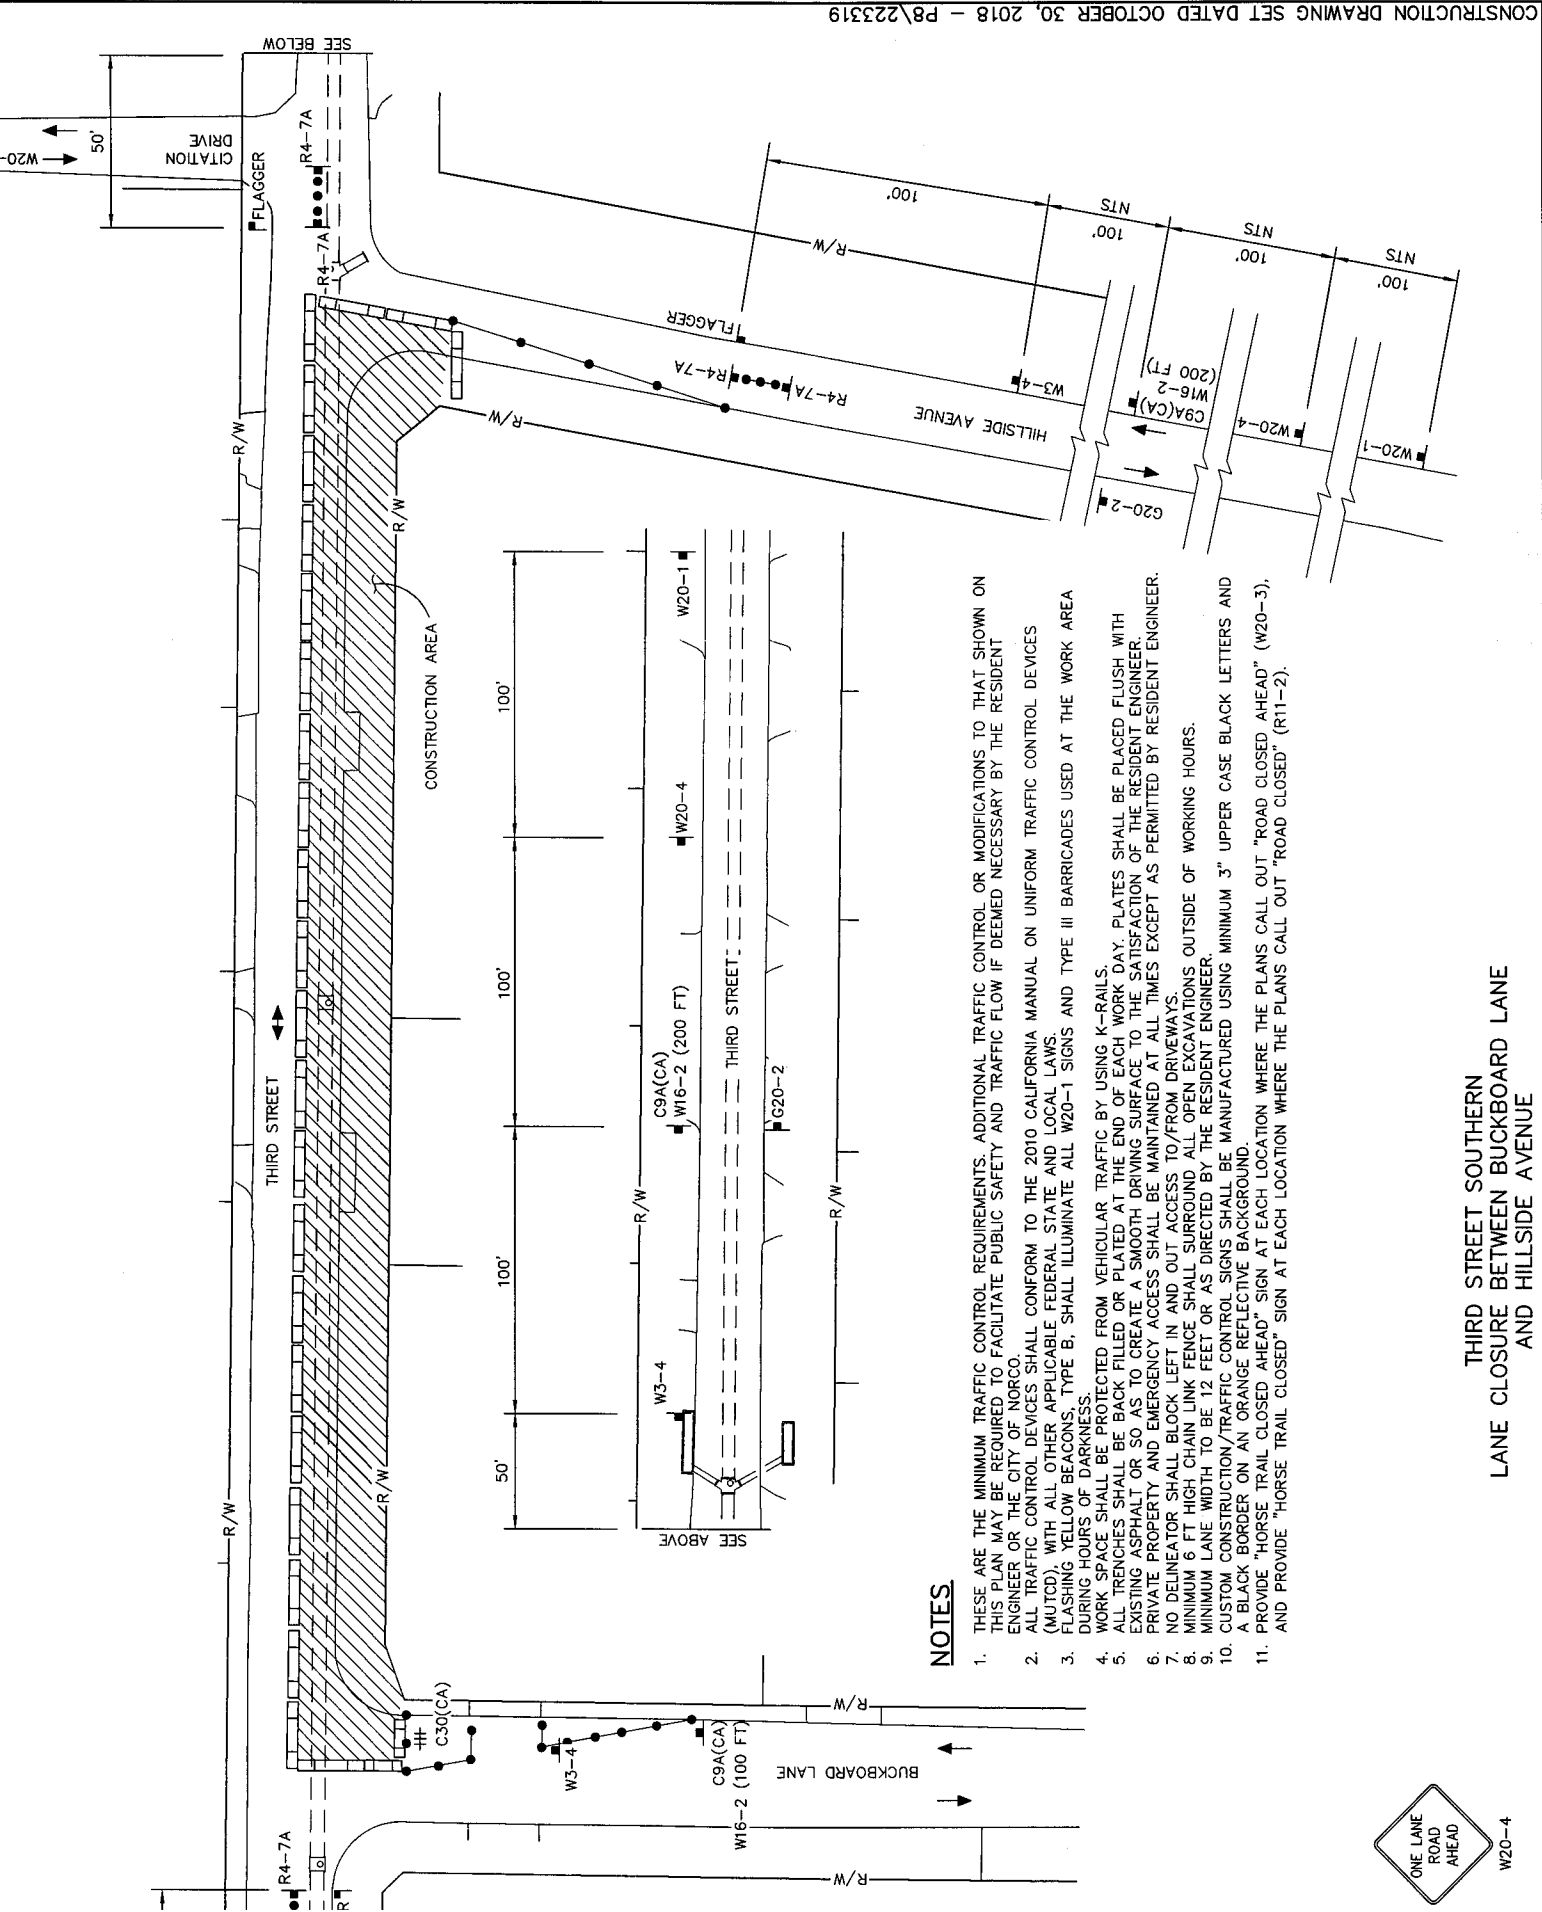 CONSTRUCTION DRAWING SET DATED OCTOBER 30, 2018 - P8\223319
SEE BELOW
50'
W20-
CITATION
DRIVE
FLAGGER
R4-7A
R4-7A
R/W
R/W
R/W
R/W
CONSTRUCTION AREA
THIRD STREET
R/W
R/W
FLAGGER
R4-7A
R4-7A
W3-4
HILLSIDE AVENUE
C9A(CA)
W16-2
(200 FT)
W20-4
W20-1
G20-2
100'
100'
NTS
100'
NTS
100'
NTS
50'
100'
100'
100'
SEE ABOVE
W3-4
C9A(CA)
W16-2 (200 FT)
W20-4
W20-1
G20-2
THIRD STREET
R/W
R/W
R4-7A
R
C30(CA)
W3-4
C9A(CA)
W16-2 (100 FT)
BUCKBOARD LANE
R/W
R/W
NOTES
1. THESE ARE THE MINIMUM TRAFFIC CONTROL REQUIREMENTS. ADDITIONAL TRAFFIC CONTROL OR MODIFICATIONS TO THAT SHOWN ON
THIS PLAN MAY BE REQUIRED TO FACILITATE PUBLIC SAFETY AND TRAFFIC FLOW IF DEEMED NECESSARY BY THE RESIDENT
ENGINEER OR THE CITY OF NORCO.
2. ALL TRAFFIC CONTROL DEVICES SHALL CONFORM TO THE 2010 CALIFORNIA MANUAL ON UNIFORM TRAFFIC CONTROL DEVICES
(MUTCD), WITH ALL OTHER APPLICABLE FEDERAL STATE AND LOCAL LAWS.
3. FLASHING YELLOW BEACONS, TYPE B, SHALL ILLUMINATE ALL W20-1 SIGNS AND TYPE III BARRICADES USED AT THE WORK AREA
DURING HOURS OF DARKNESS.
4. WORK SPACE SHALL BE PROTECTED FROM VEHICULAR TRAFFIC BY USING K-RAILS.
5. ALL TRENCHES SHALL BE BACK FILLED OR PLATED AT THE END OF EACH WORK DAY. PLATES SHALL BE PLACED FLUSH WITH
EXISTING ASPHALT OR SO AS TO CREATE A SMOOTH DRIVING SURFACE TO THE SATISFACTION OF THE RESIDENT ENGINEER.
6. PRIVATE PROPERTY AND EMERGENCY ACCESS SHALL BE MAINTAINED AT ALL TIMES EXCEPT AS PERMITTED BY RESIDENT ENGINEER.
7. NO DELINEATOR SHALL BLOCK LEFT IN AND OUT ACCESS TO/FROM DRIVEWAYS.
8. MINIMUM 6 FT HIGH CHAIN LINK FENCE SHALL SURROUND ALL OPEN EXCAVATIONS OUTSIDE OF WORKING HOURS.
9. MINIMUM LANE WIDTH TO BE 12 FEET OR AS DIRECTED BY THE RESIDENT ENGINEER.
10. CUSTOM CONSTRUCTION/TRAFFIC CONTROL SIGNS SHALL BE MANUFACTURED USING MINIMUM 3" UPPER CASE BLACK LETTERS AND
A BLACK BORDER ON AN ORANGE REFLECTIVE BACKGROUND.
11. PROVIDE "HORSE TRAIL CLOSED AHEAD" SIGN AT EACH LOCATION WHERE THE PLANS CALL OUT "ROAD CLOSED AHEAD" (W20-3),
AND PROVIDE "HORSE TRAIL CLOSED" SIGN AT EACH LOCATION WHERE THE PLANS CALL OUT "ROAD CLOSED" (R11-2).
THIRD STREET SOUTHERN
LANE CLOSURE BETWEEN BUCKBOARD LANE
AND HILLSIDE AVENUE
ONE LANE
ROAD
AHEAD
W20-4